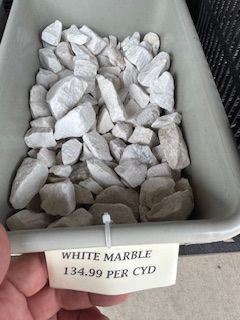 WHITE MARBLE
134.99 PER CYD